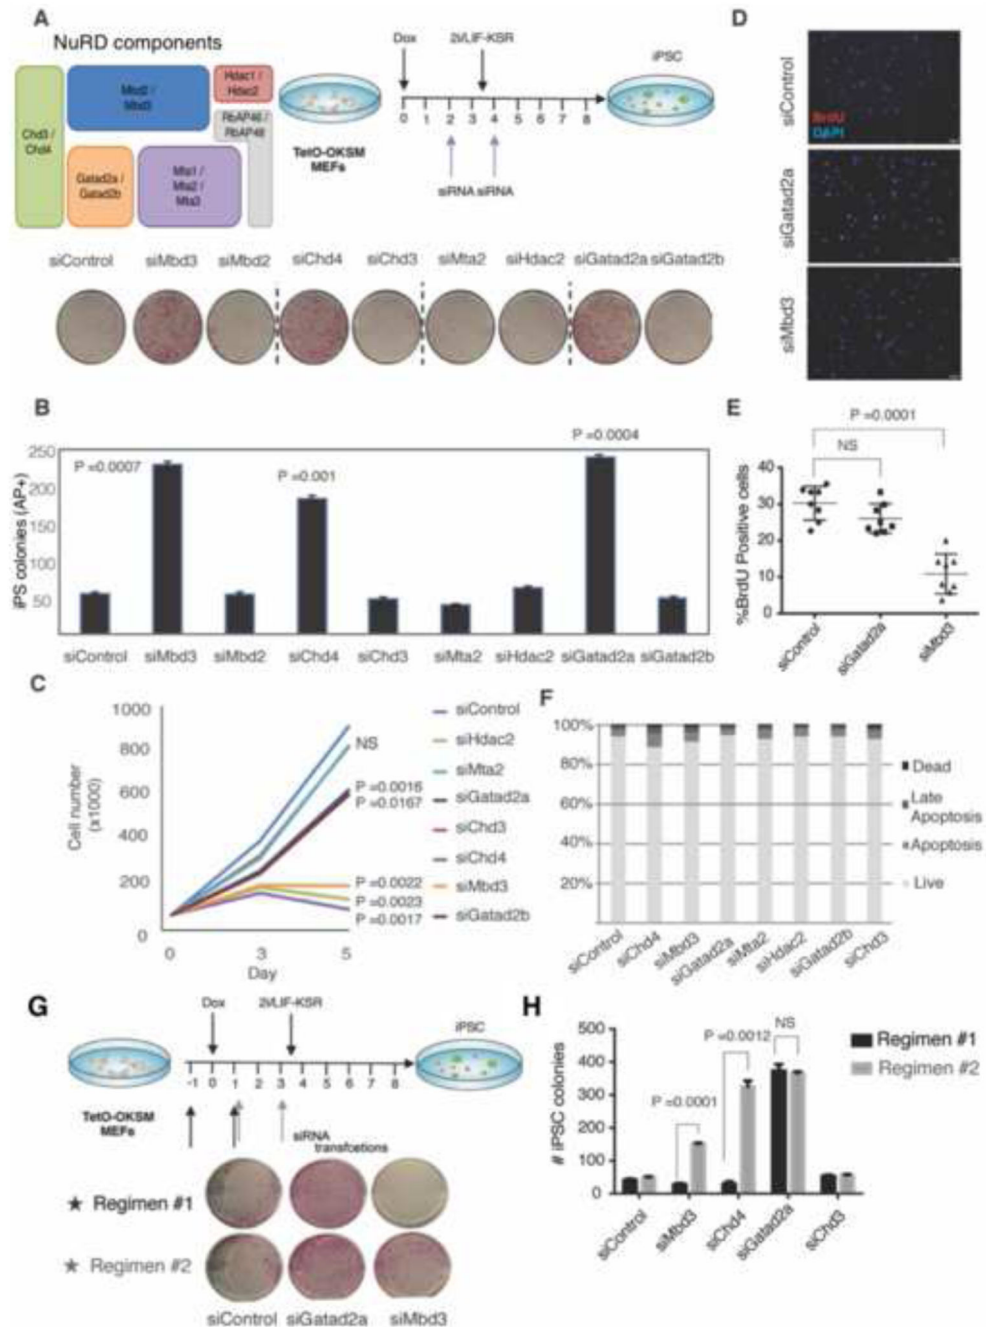 A
NuRD components
Chd3 /
Chd4
Mbd2 /
Mbd3
Hdac1 /
Hdac2
RbAP46 /
RbAP48
Gatad2a /
Gatad2b
Mta1 /
Mta2 /
Mta3
Dox
2i/LIF-KSR
iPSC
0 1 2 3 4 5 6 7 8
TetO-OKSM
MEFs
siRNA siRNA
siControl siMbd3 siMbd2 siChd4 siChd3 siMta2 siHdac2 siGatad2a siGatad2b
D
siControl
BrdU
DAPI
siGatad2a
siMbd3
B
iPS colonies (AP+)
250
200
150
100
50
P =0.0007
P =0.001
P =0.0004
siControl siMbd3 siMbd2 siChd4 siChd3 siMta2 siHdac2 siGatad2a siGatad2b
E
P =0.0001
NS
%BrdU Positive cells
40
30
20
10
0
siControl
siGatad2a
siMbd3
C
Cell number
(x1000)
1000
800
600
400
200
0
NS
P =0.0016
P =0.0167
P =0.0022
P =0.0023
P =0.0017
0 3 5
Day
siControl
siHdac2
siMta2
siGatad2a
siChd3
siChd4
siMbd3
siGatad2b
F
100%
80%
60%
40%
20%
Dead
Late
Apoptosis
Apoptosis
Live
siControl
siChd4
siMbd3
siGatad2a
siMta2
siHdac2
siGatad2b
siChd3
G
Dox
2i/LIF-KSR
iPSC
-1 0 1 2 3 4 5 6 7 8
TetO-OKSM
MEFs
siRNA
transfcetions
★ Regimen #1
★ Regimen #2
siControl siGatad2a siMbd3
H
# iPSC colonies
500
400
300
200
100
0
P =0.0001
P =0.0012
NS
Regimen #1
Regimen #2
siControl
siMbd3
siChd4
siGatad2a
siChd3